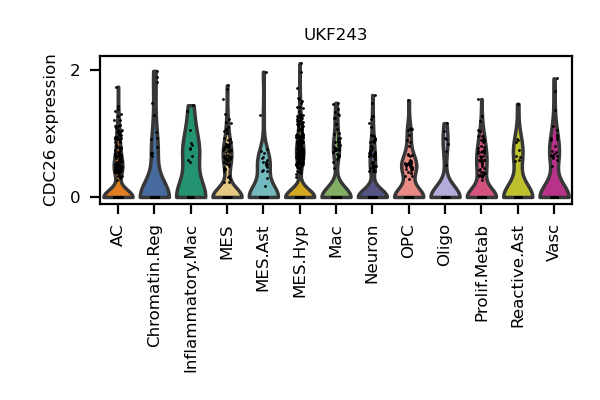 UKF243
CDC26 expression
2
0
AC
Chromatin.Reg
Inflammatory.Mac
MES
MES.Ast
MES.Hyp
Mac
Neuron
OPC
Oligo
Prolif.Metab
Reactive.Ast
Vasc